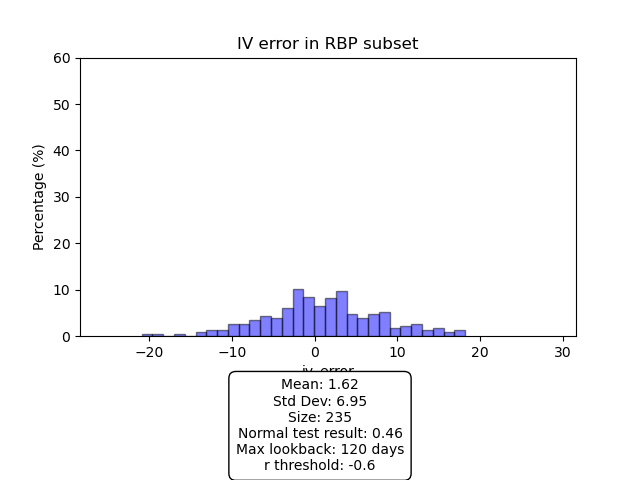 IV error in RBP subset
60
50
40
30
20
10
0
Percentage (%)
−20
−10
0
10
20
30
iv_error
Mean: 1.62
Std Dev: 6.95
Size: 235
Normal test result: 0.46
Max lookback: 120 days
r threshold: -0.6